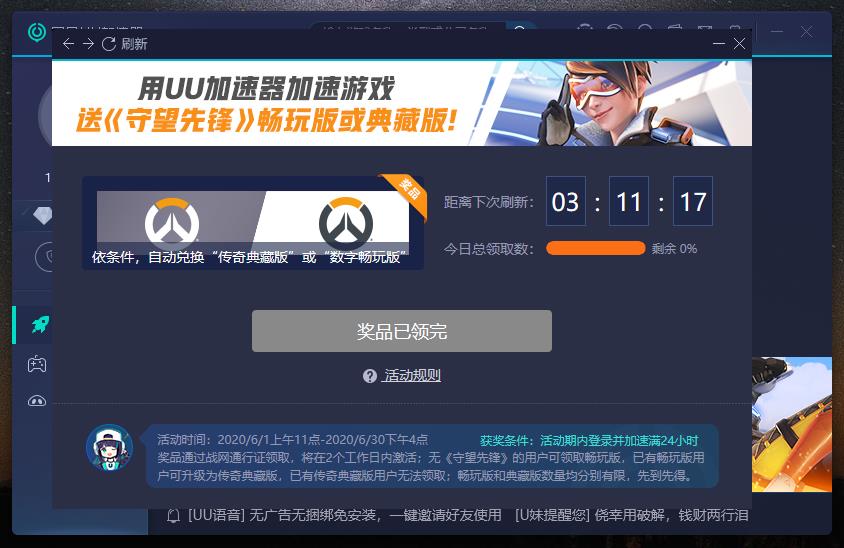 刷新
用UU加速器加速游戏
送《守望先锋》畅玩版或典藏版!
奖品
依条件，自动兑换“传奇典藏版”或“数字畅玩版”
距离下次刷新: 03 : 11 : 17
今日总领取数: 剩余 0%
奖品已领完
? 活动规则
活动时间：2020/6/1上午11点-2020/6/30下午4点 获奖条件：活动期内登录并加速满24小时
奖品通过战网通行证领取，将在2个工作日内激活；无《守望先锋》的用户可领取畅玩版，已有畅玩版用
户可升级为传奇典藏版，已有传奇典藏版用户无法领取；畅玩版和典藏版数量均分别有限，先到先得。
[UU语音] 无广告无捆绑免安装，一键邀请好友使用 [U妹提醒您] 侥幸用破解，钱财两行泪